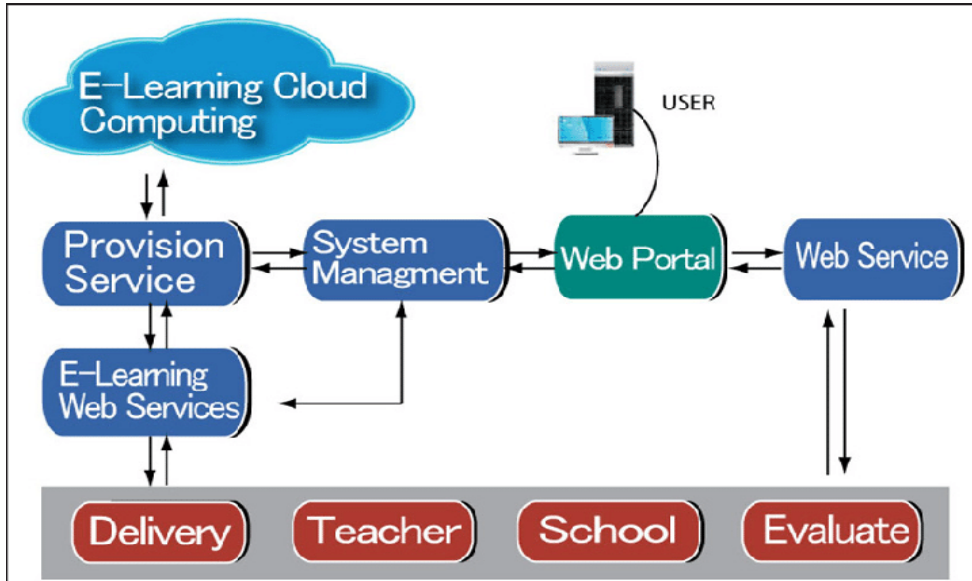 E-Learning Cloud
Computing
USER
Provision
Service
System
Managment
Web Portal
Web Service
E-Learning
Web Services
Delivery
Teacher
School
Evaluate